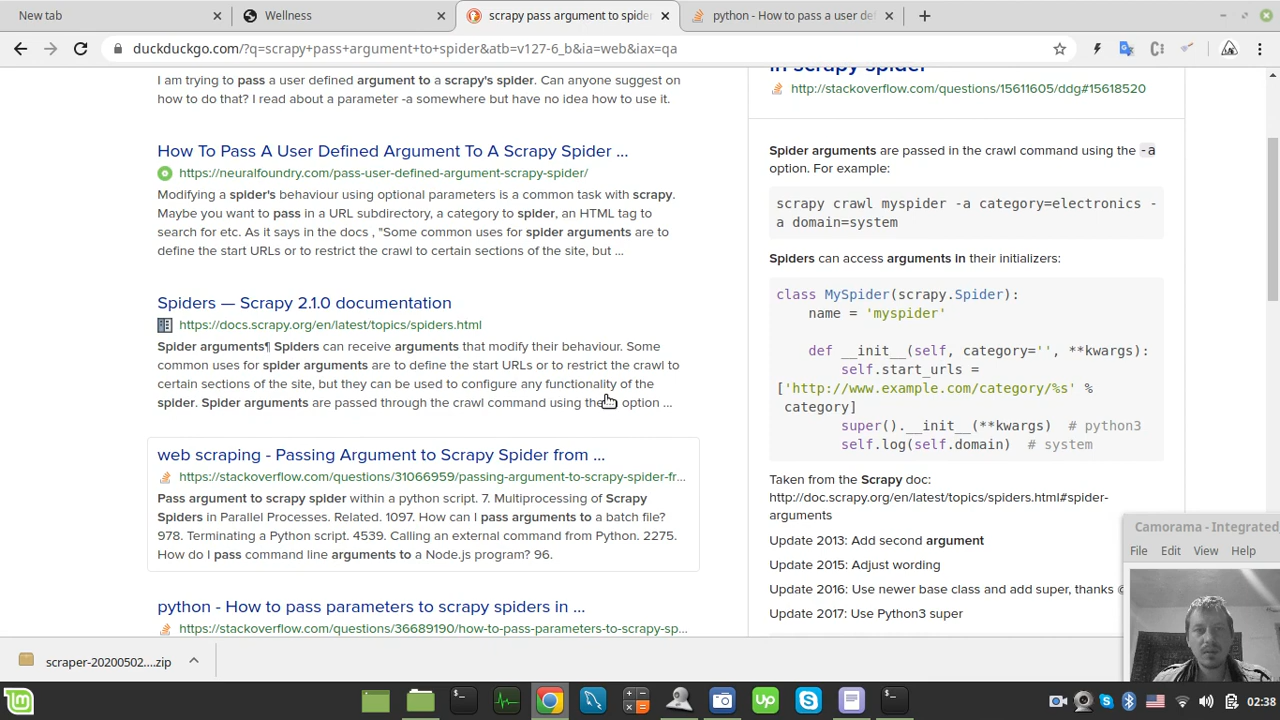 New tab
Wellness
scrapy pass argument to spider
python - How to pass a user def
duckduckgo.com/?q=scrapy+pass+argument+to+spider&atb=v127-6_b&ia=web&iax=qa
I am trying to pass a user defined argument to a scrapy's spider. Can anyone suggest on
how to do that? I read about a parameter -a somewhere but have no idea how to use it.
How To Pass A User Defined Argument To A Scrapy Spider ...
https://neuralfoundry.com/pass-user-defined-argument-scrapy-spider/
Modifying a spider's behaviour using optional parameters is a common task with scrapy.
Maybe you want to pass in a URL subdirectory, a category to spider, an HTML tag to
search for etc. As it says in the docs , "Some common uses for spider arguments are to
define the start URLs or to restrict the crawl to certain sections of the site, but ...
Spiders — Scrapy 2.1.0 documentation
https://docs.scrapy.org/en/latest/topics/spiders.html
Spider arguments¶ Spiders can receive arguments that modify their behaviour. Some
common uses for spider arguments are to define the start URLs or to restrict the crawl to
certain sections of the site, but they can be used to configure any functionality of the
spider. Spider arguments are passed through the crawl command using the option ...
web scraping - Passing Argument to Scrapy Spider from ...
https://stackoverflow.com/questions/31066959/passing-argument-to-scrapy-spider-fr...
Pass argument to scrapy spider within a python script. 7. Multiprocessing of Scrapy
Spiders in Parallel Processes. Related. 1097. How can I pass arguments to a batch file?
978. Terminating a Python script. 4539. Calling an external command from Python. 2275.
How do I pass command line arguments to a Node.js program? 96.
python - How to pass parameters to scrapy spiders in ...
https://stackoverflow.com/questions/36689190/how-to-pass-parameters-to-scrapy-sp...
in scrapy spider
http://stackoverflow.com/questions/15611605/ddg#15618520
Spider arguments are passed in the crawl command using the -a
option. For example:
scrapy crawl myspider -a category=electronics -
a domain=system
Spiders can access arguments in their initializers:
class MySpider(scrapy.Spider):
name = 'myspider'
def __init__(self, category='', **kwargs):
self.start_urls =
['http://www.example.com/category/%s' %
category]
super().__init__(**kwargs) # python3
self.log(self.domain) # system
Taken from the Scrapy doc:
http://doc.scrapy.org/en/latest/topics/spiders.html#spider-
arguments
Update 2013: Add second argument
Update 2015: Adjust wording
Update 2016: Use newer base class and add super, thanks
Update 2017: Use Python3 super
Camorama - Integrated
File Edit View Help
scraper-20200502....zip
up
02:38